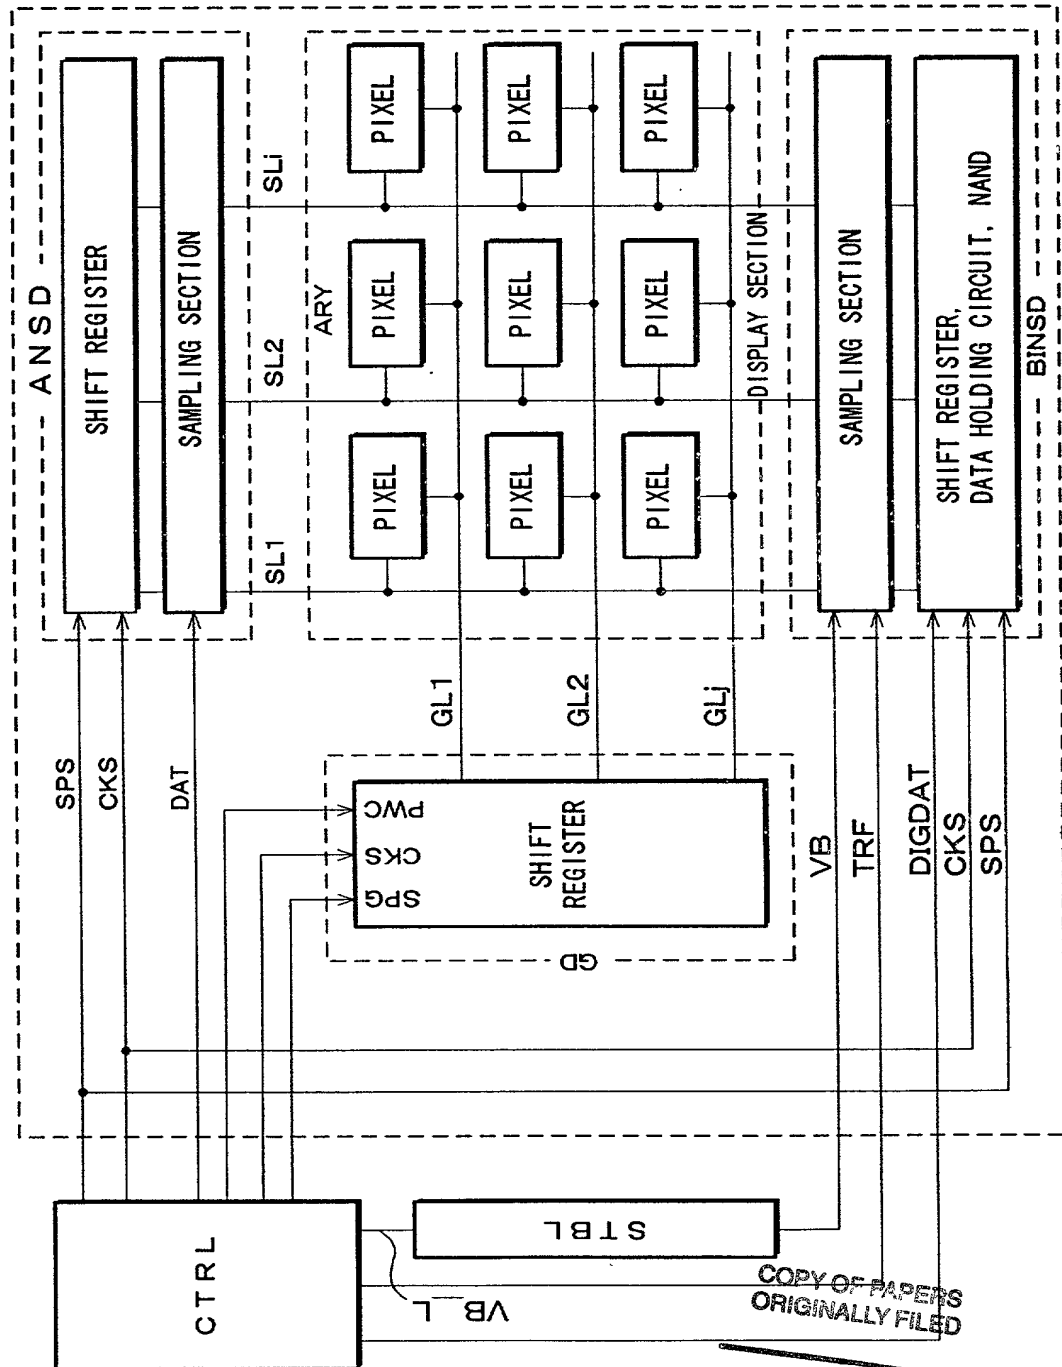 ANSD
SHIFT REGISTER
SAMPLING SECTION
SL1
SL2
SLi
ARY
PIXEL
PIXEL
PIXEL
PIXEL
PIXEL
PIXEL
PIXEL
PIXEL
PIXEL
DISPLAY SECTION
SAMPLING SECTION
SHIFT REGISTER,
DATA HOLDING CIRCUIT, NAND
BINSD
SPS
CKS
DAT
GL1
GL2
GLj
PWC
CKS
SPG
SHIFT
REGISTER
GD
VB
TRF
DIGDAT
CKS
SPS
CTRL
STBL
VB_L
COPY OF PAPERS
ORIGINALLY FILED